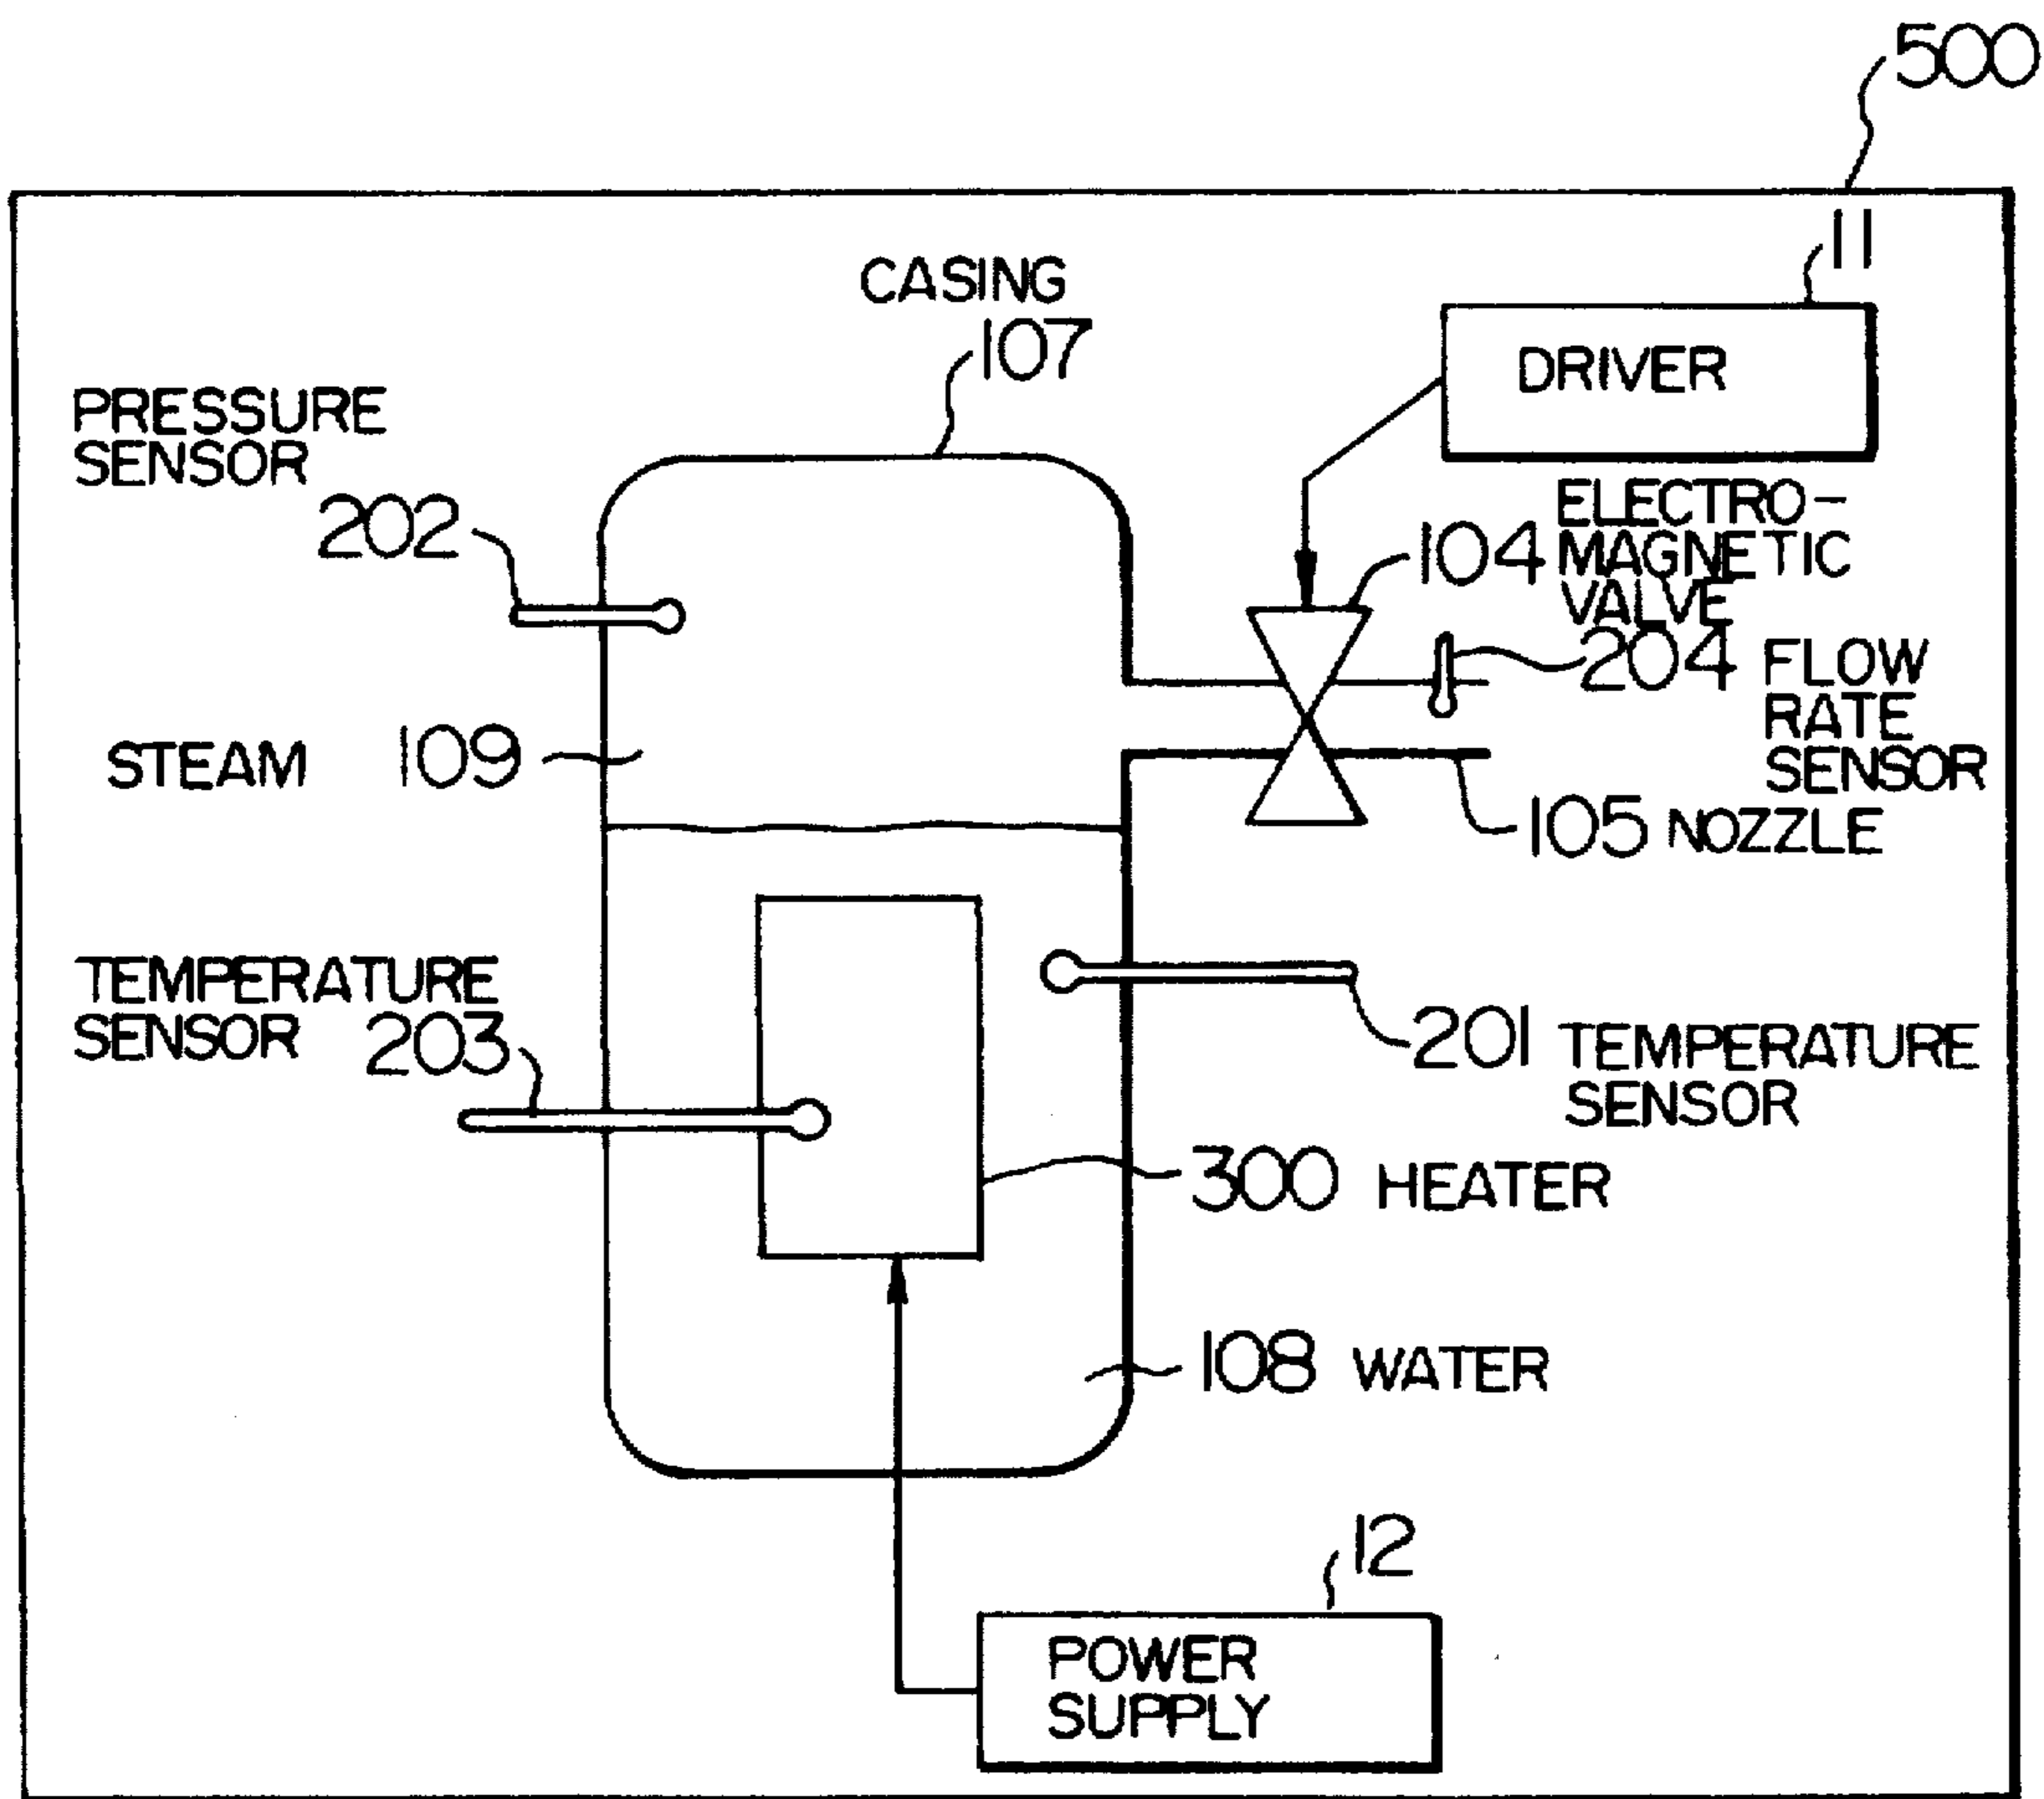 500
11
CASING
107
DRIVER
PRESSURE
SENSOR
202
104 ELECTRO-
MAGNETIC
VALVE
204 FLOW
RATE
SENSOR
STEAM 109
105 NOZZLE
TEMPERATURE
SENSOR 203
201 TEMPERATURE
SENSOR
300 HEATER
108 WATER
12
POWER
SUPPLY